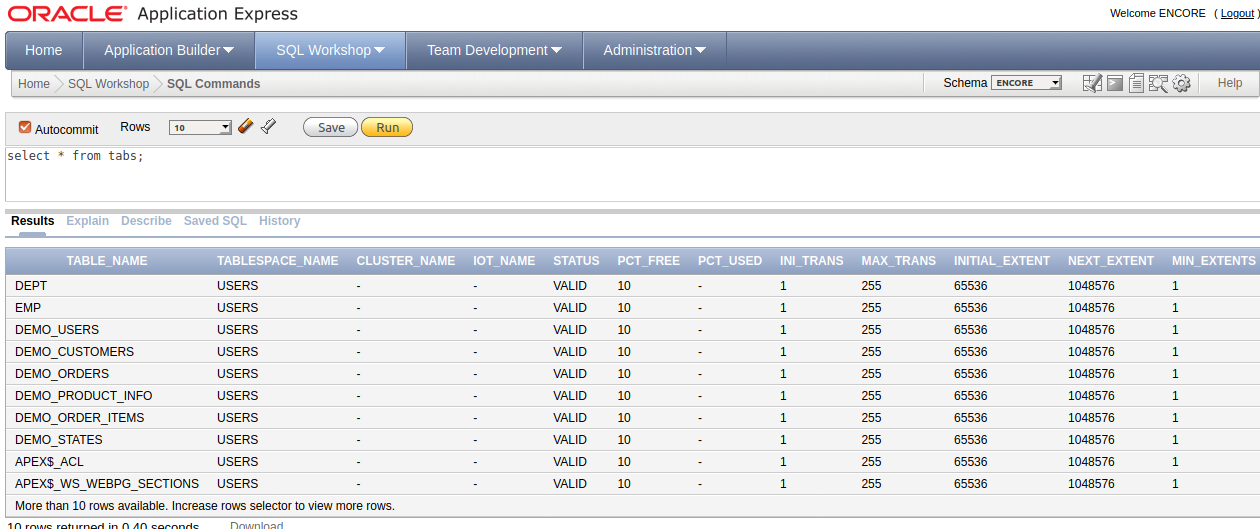 ORACLE® Application Express
Welcome ENCORE ( Logout )
Home Application Builder SQL Workshop Team Development Administration
Home SQL Workshop SQL Commands Schema ENCORE Help
Autocommit Rows 10 Save Run
select * from tabs;
Results Explain Describe Saved SQL History
TABLE_NAME TABLESPACE_NAME CLUSTER_NAME IOT_NAME STATUS PCT_FREE PCT_USED INI_TRANS MAX_TRANS INITIAL_EXTENT NEXT_EXTENT MIN_EXTENTS
DEPT USERS - - VALID 10 - 1 255 65536 1048576 1
EMP USERS - - VALID 10 - 1 255 65536 1048576 1
DEMO_USERS USERS - - VALID 10 - 1 255 65536 1048576 1
DEMO_CUSTOMERS USERS - - VALID 10 - 1 255 65536 1048576 1
DEMO_ORDERS USERS - - VALID 10 - 1 255 65536 1048576 1
DEMO_PRODUCT_INFO USERS - - VALID 10 - 1 255 65536 1048576 1
DEMO_ORDER_ITEMS USERS - - VALID 10 - 1 255 65536 1048576 1
DEMO_STATES USERS - - VALID 10 - 1 255 65536 1048576 1
APEX$_ACL USERS - - VALID 10 - 1 255 65536 1048576 1
APEX$_WS_WEBPG_SECTIONS USERS - - VALID 10 - 1 255 65536 1048576 1
More than 10 rows available. Increase rows selector to view more rows.
10 rows returned in 0.40 seconds Download